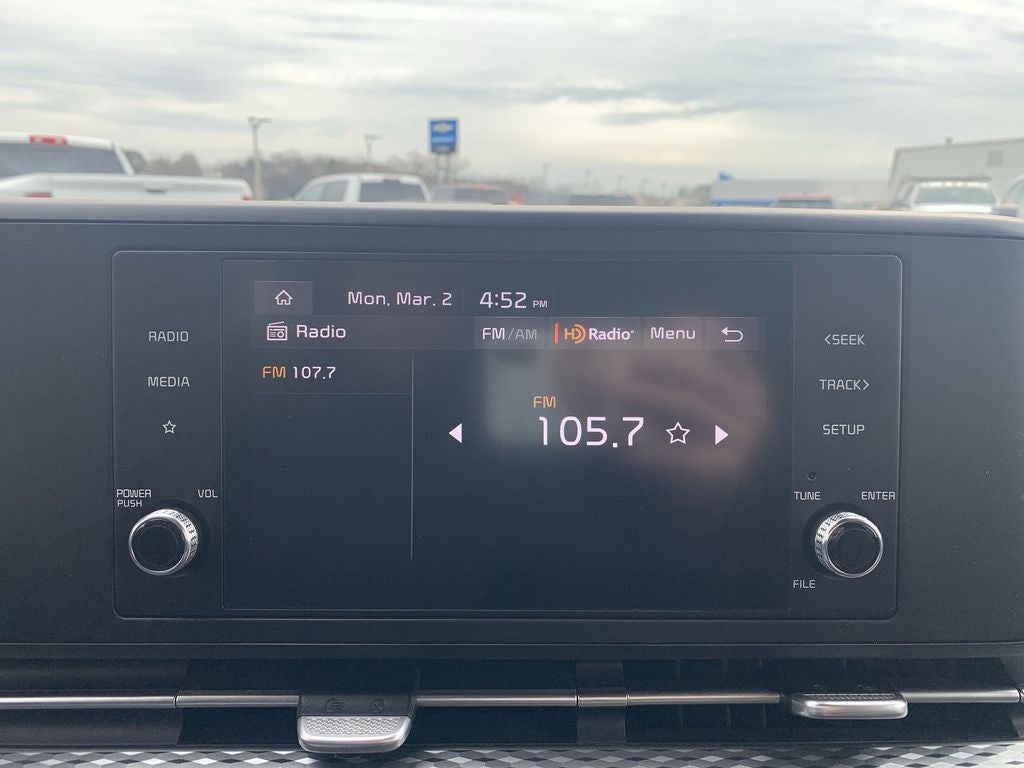 Mon, Mar. 2 4:52 PM
Radio FM/AM HD Radio Menu
FM 107.7
FM
105.7
RADIO
MEDIA
POWER
PUSH
VOL
<SEEK
TRACK>
SETUP
TUNE
ENTER
FILE